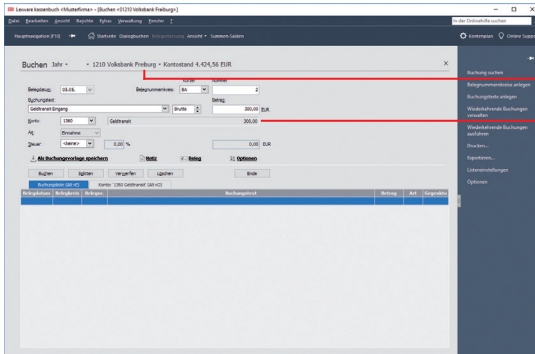 Lexware kassenbuch <Musterfirma> - [Buchen <01210 Volksbank Freiburg>]
Datei Bearbeiten Ansicht Berichte Extras Verwaltung Fenster ?
In der Onlinehilfe suchen
Hauptnavigation (F10) Startseite Dialogbuchen Belegerfassung Ansicht Summen-Salden Kontenplan Online Suppo
Buchen Jahr - - 1210 Volksbank Freiburg - Kontostand 4.424,56 EUR
Kürzel Nummer
Belegdatum: 05.05. Belegnummernkreis: BA 2
Buchungstext Betrag:
Geldtransit Eingang Brutto 300,00 EUR
Konto: 1360 Geldtransit 300,00
Art: Einnahme
Steuer: <keine> 0,00 % 0,00 EUR
Als Buchungsvorlage speichern Notiz Beleg Optionen
Buchen Splitten Verwerfen Löschen Ende
Buchungsliste (Alt+C) Konto '1360 Geldtransit' (Alt+O)
Belegdatum Belegkreis Belegnr. Buchungstext Betrag Art Gegenkto
Buchung suchen
Belegnummernkreise anlegen
Buchungstexte anlegen
Wiederkehrende Buchungen
verwalten
Wiederkehrende Buchungen
ausführen
Drucken...
Exportieren...
Listeneinstellungen
Optionen